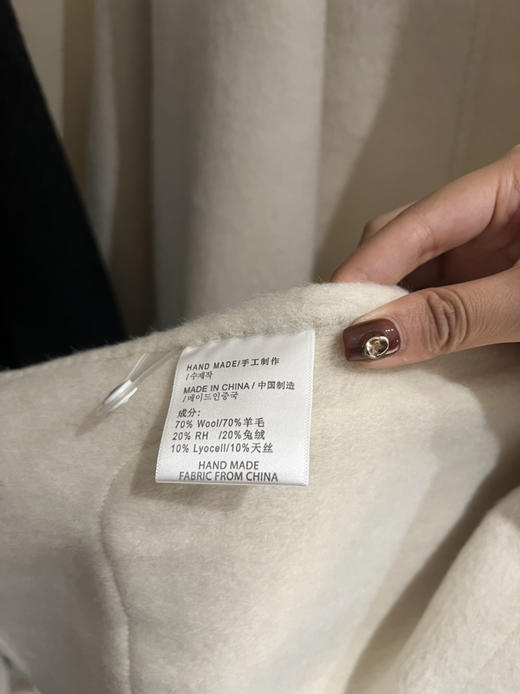 HAND MADE/手工制作
/수제작
MADE IN CHINA/中国制造
/메이드인중국
成分:
70% Wool/70%羊毛
20% RH /20%兔绒
10% Lyocell/10%天丝
HAND MADE
FABRIC FROM CHINA